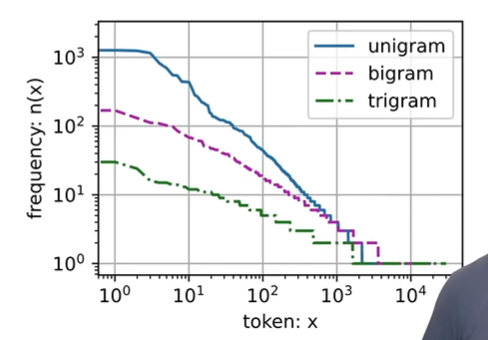 frequency: n(x)
10³
10²
10¹
10⁰
unigram
bigram
trigram
10⁰ 10¹ 10² 10³ 10⁴
token: x